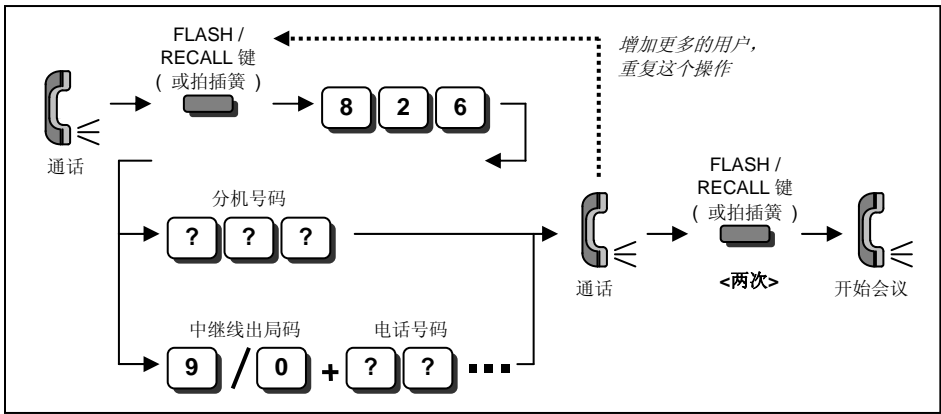 FLASH /
RECALL 键
( 或拍插簧 )
增加更多的用户，
重复这个操作
8 2 6
通话
分机号码
? ? ?
FLASH /
RECALL 键
( 或拍插簧 )
<两次>
通话
开始会议
中继线出局码
电话号码
9 / 0 + ? ? ...